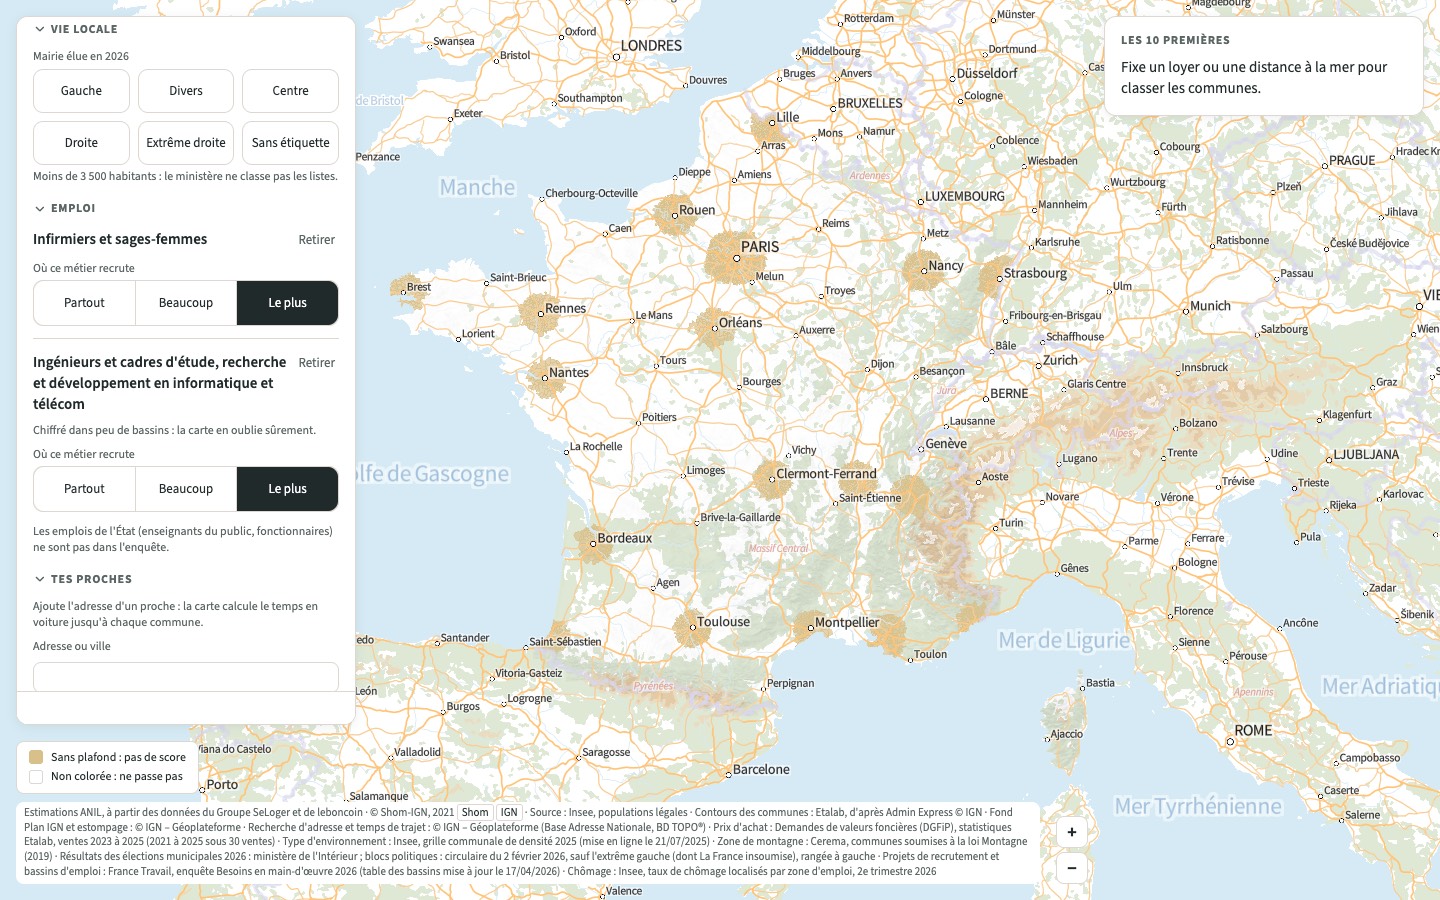 VIE LOCALE
Mairie élue en 2026
Gauche
Divers
Centre
Droite
Extrême droite
Sans étiquette
Moins de 3 500 habitants : le ministère ne classe pas les listes.
EMPLOI
Infirmiers et sages-femmes
Retirer
Où ce métier recrute
Partout
Beaucoup
Le plus
Ingénieurs et cadres d'étude, recherche
et développement en informatique et
télécom
Retirer
Chiffré dans peu de bassins : la carte en oublie sûrement.
Où ce métier recrute
Partout
Beaucoup
Le plus
Les emplois de l'État (enseignants du public, fonctionnaires)
ne sont pas dans l'enquête.
TES PROCHES
Ajoute l'adresse d'un proche : la carte calcule le temps en
voiture jusqu'à chaque commune.
Adresse ou ville
LES 10 PREMIÈRES
Fixe un loyer ou une distance à la mer pour
classer les communes.
Magdebourg
Rotterdam
Münster
Swansea
Oxford
LONDRES
Bristol
Middelbourg
Dortmund
Bruges
Anvers
Düsseldorf
Douvres
Cologne
de Bristol
Southampton
BRUXELLES
Exeter
Lille
Mons
Namur
Coblence
Cobourg
Arras
Penzance
Wiesbaden
PRAGUE
Hradec Kr
Dieppe
Amiens
Ardennes
Manche
Cherbourg-Octeville
LUXEMBOURG
Wurtzbourg
Plzeň
Rouen
Mannheim
Fürth
Jihlava
Caen
Reims
Metz
Karlsruhe
Ratisbonne
České Budějovice
PARIS
Nancy
Strasbourg
Passau
Saint-Brieuc
Melun
Brest
Troyes
Ulm
Munich
Rennes
Le Mans
Orléans
Auxerre
Fribourg-en-Brisgau
Salzbourg
Lorient
Schaffhouse
Bâle
Tours
Dijon
Besançon
Zurich
Innsbruck
Nantes
Bourges
Jura
BERNE
Glaris Centre
Graz
Poitiers
Lausanne
Klagenfurt
Bolzano
Alpes
La Rochelle
Vichy
Genève
Lugano
Trente
Udine
LJUBLJANA
Limoges
Clermont-Ferrand
Aoste
Trévise
Trieste
Karlovac
Saint-Étienne
Novare
Vérone
Rijeka
olfe de Gascogne
Brive-la-Gaillarde
Turin
Bordeaux
Massif Central
Parme
Ferrare
Pula
Bologne
Gênes
Agen
Zadar
Florence
Šibenik
Toulouse
Montpellier
Ancône
Santander
Saint-Sébastien
Mer de Ligurie
Sienne
Toulon
Pérouse
Vitoria-Gasteiz
Pyrénées
Perpignan
Bastia
Apennins
Mer Adriatiqu
León
Logrogne
Burgos
ROME
Ajaccio
Valladolid
Saragosse
Campobasso
Barcelone
Viana do Castelo
Porto
Salamanque
Caserte
Mer Tyrrhénienne
Salerne
Valence
Sans plafond : pas de score
Non colorée : ne passe pas
Estimations ANIL, à partir des données du Groupe SeLoger et de leboncoin · © Shom-IGN, 2021 Shom IGN · Source : Insee, populations légales · Contours des communes : Etalab, d'après Admin Express © IGN · Fond
Plan IGN et estompage : © IGN – Géoplateforme · Recherche d'adresse et temps de trajet : © IGN – Géoplateforme (Base Adresse Nationale, BD TOPO®) · Prix d'achat : Demandes de valeurs foncières (DGFiP), statistiques
Etalab, ventes 2023 à 2025 (2021 à 2025 sous 30 ventes) · Type d'environnement : Insee, grille communale de densité 2025 (mise en ligne le 21/07/2025) · Zone de montagne : Cerema, communes soumises à la loi Montagne
(2019) · Résultats des élections municipales 2026 : ministère de l'Intérieur ; blocs politiques : circulaire du 2 février 2026, sauf l'extrême gauche (dont La France insoumise), rangée à gauche · Projets de recrutement et
bassins d'emploi : France Travail, enquête Besoins en main-d'œuvre 2026 (table des bassins mise à jour le 17/04/2026) · Chômage : Insee, taux de chômage localisés par zone d'emploi, 2e trimestre 2026
+
−